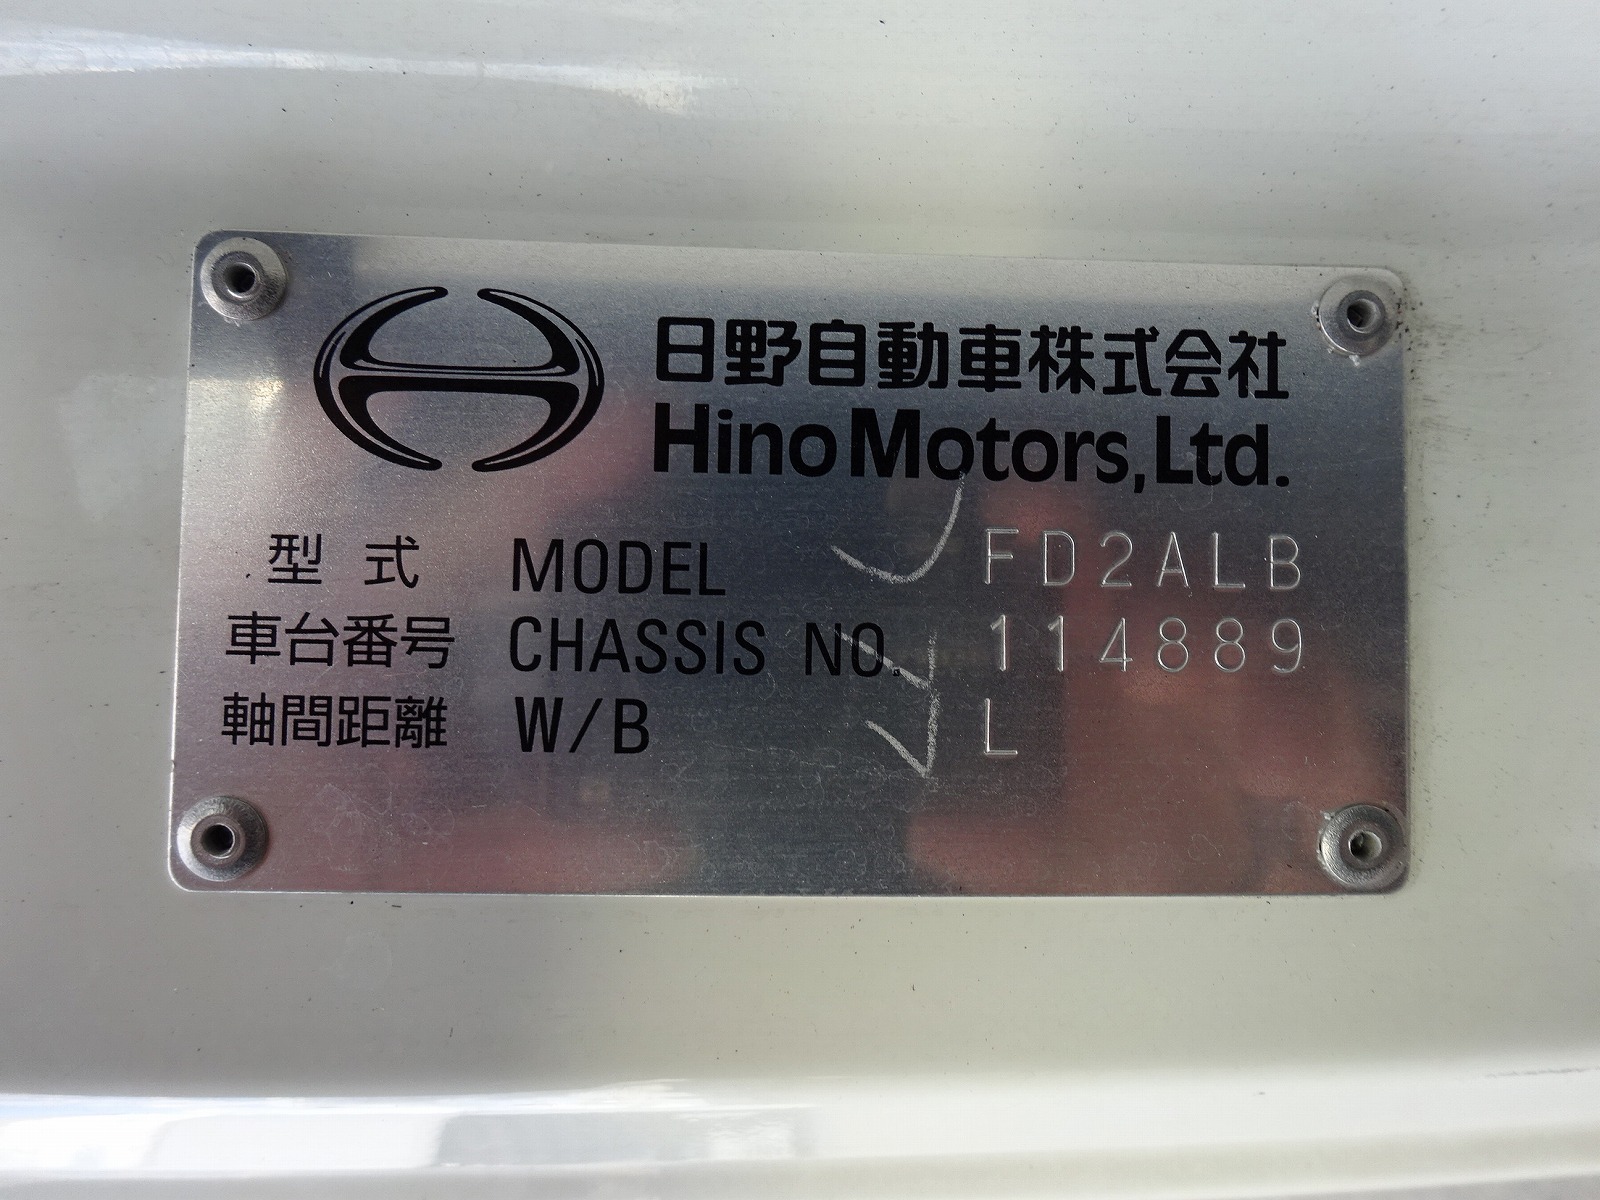 日野自動車株式会社
Hino Motors, Ltd.
型式 MODEL FD2ALB
車台番号 CHASSIS NO. 114889
軸間距離 W/B L